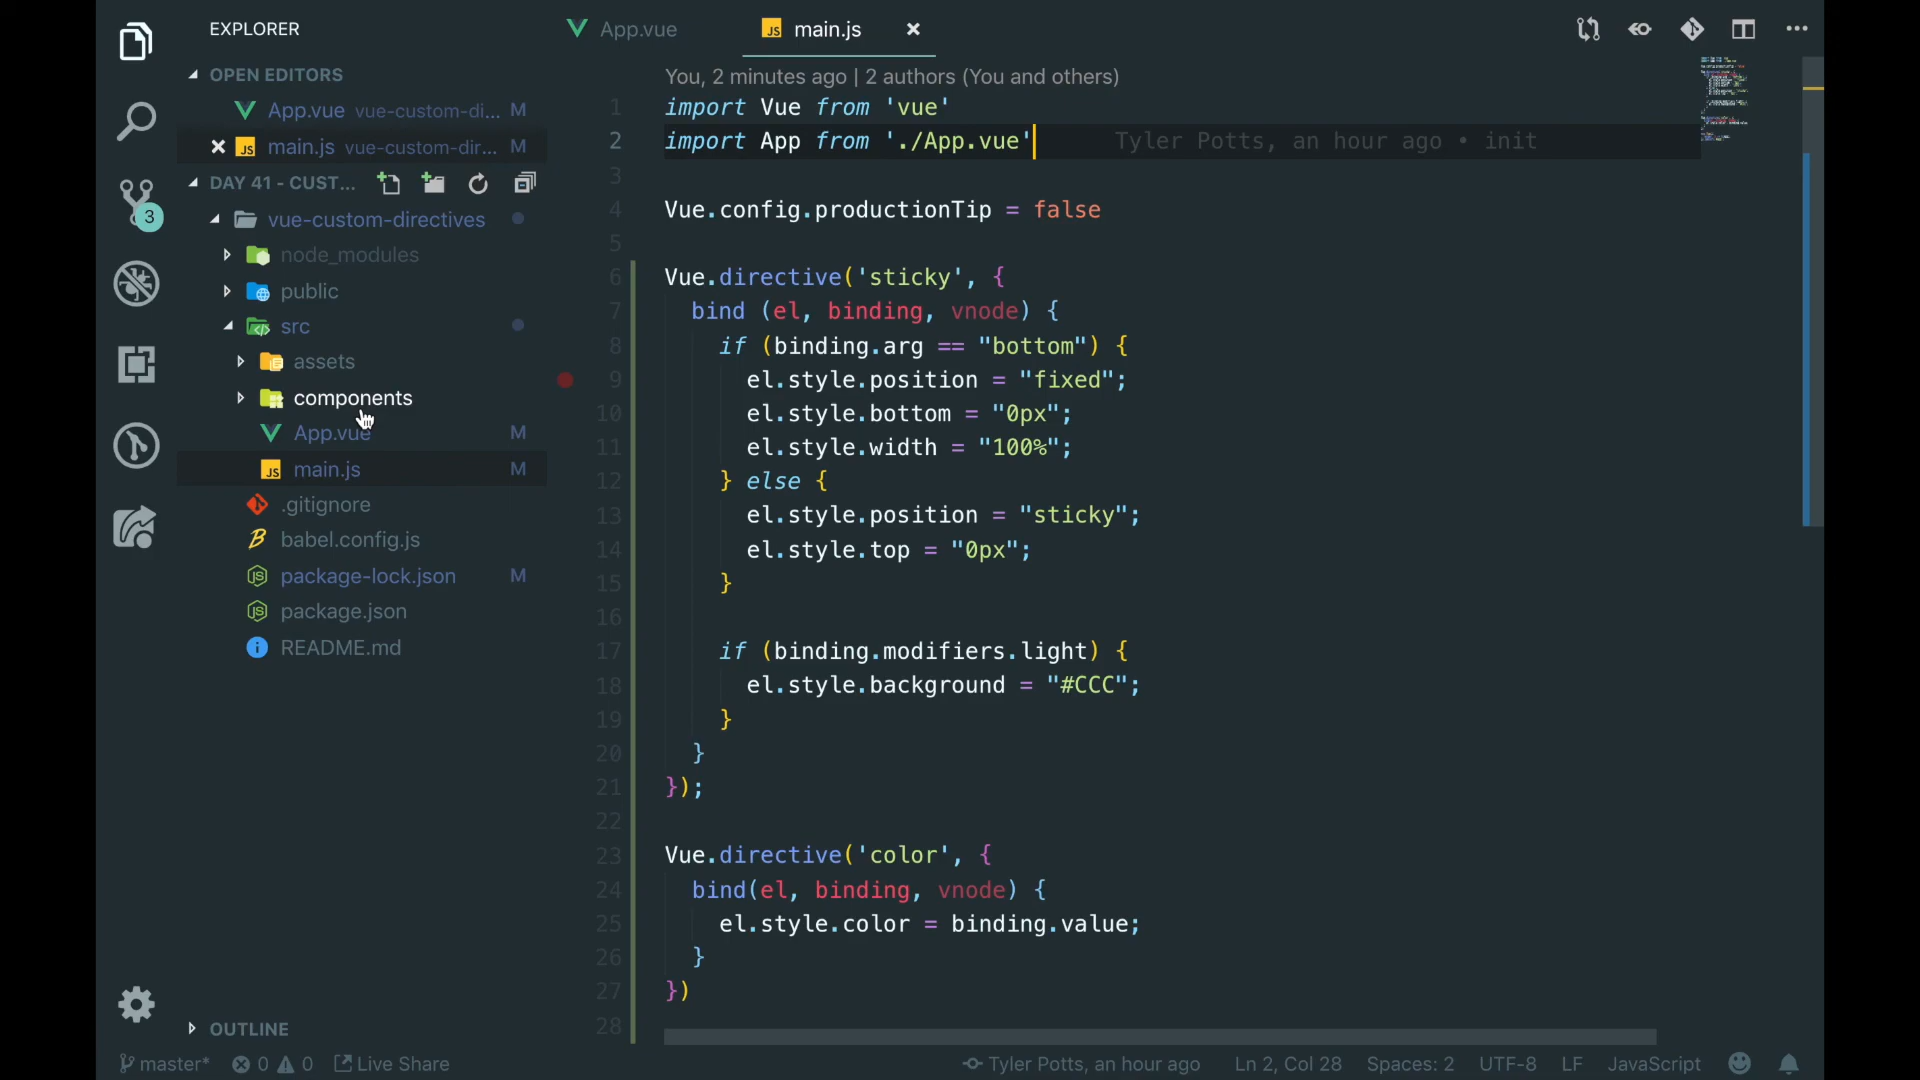 EXPLORER
OPEN EDITORS
App.vue vue-custom-di... M
main.js vue-custom-dir... M
DAY 41 - CUST...
vue-custom-directives
node_modules
public
src
assets
components
App.vue M
main.js M
.gitignore
babel.config.js
package-lock.json M
package.json
README.md
OUTLINE
3
App.vue
main.js
You, 2 minutes ago | 2 authors (You and others)
1 import Vue from 'vue'
2 import App from './App.vue' Tyler Potts, an hour ago • init
3
4 Vue.config.productionTip = false
5
6 Vue.directive('sticky', {
7 bind (el, binding, vnode) {
8 if (binding.arg == "bottom") {
9 el.style.position = "fixed";
10 el.style.bottom = "0px";
11 el.style.width = "100%";
12 } else {
13 el.style.position = "sticky";
14 el.style.top = "0px";
15 }
16
17 if (binding.modifiers.light) {
18 el.style.background = "#CCC";
19 }
20 }
21 });
22
23 Vue.directive('color', {
24 bind(el, binding, vnode) {
25 el.style.color = binding.value;
26 }
27 })
28
master* 0 0 Live Share Tyler Potts, an hour ago Ln 2, Col 28 Spaces: 2 UTF-8 LF JavaScript